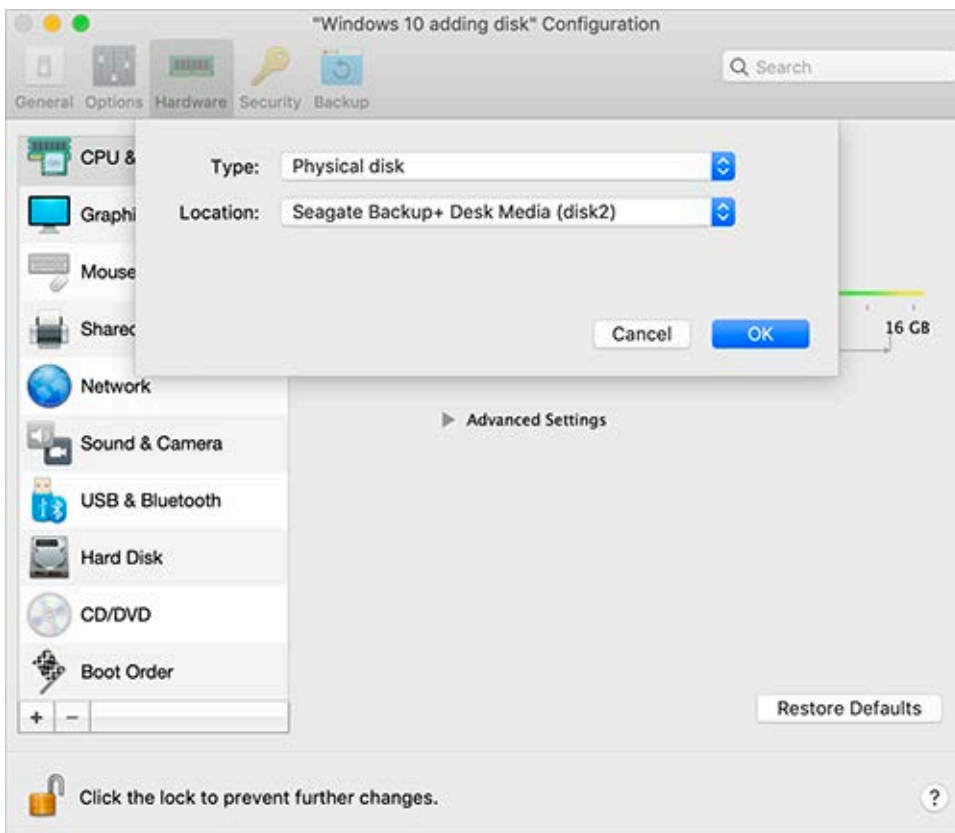 "Windows 10 adding disk" Configuration
General Options Hardware Security Backup
Search
Type: Physical disk
Location: Seagate Backup+ Desk Media (disk2)
Cancel OK
CPU &
Graphi
Mouse
Shared
Network
Sound & Camera
USB & Bluetooth
Hard Disk
CD/DVD
Boot Order
16 GB
Advanced Settings
+ −
Restore Defaults
Click the lock to prevent further changes.
?